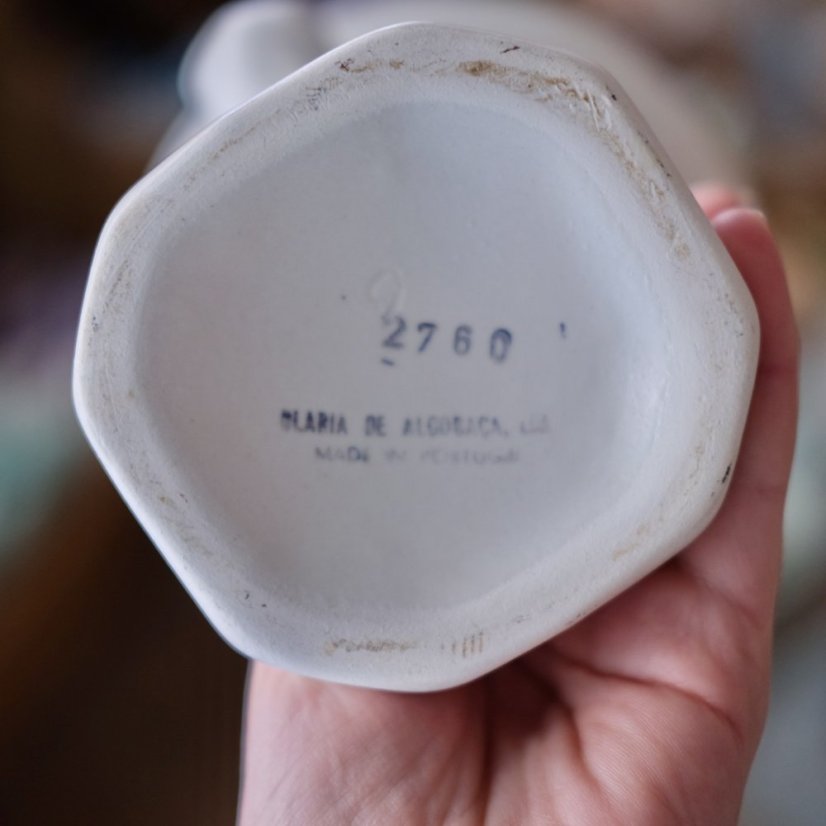 2760
OLARIA DE ALCOBAÇA, LDA
MADE IN PORTUGAL